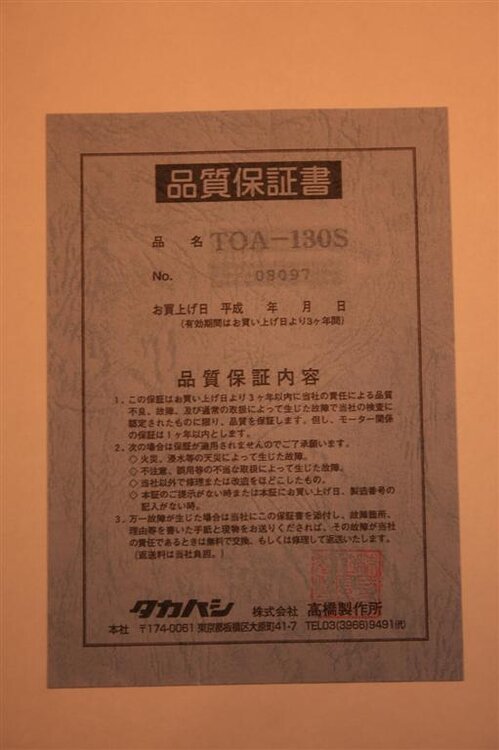 品質保証書
品 名 TOA-130S
No. 08097
お買上げ日 平成 年 月 日
(有効期間はお買い上げ日より3ヶ年間)
品質保証内容
1. この保証はお買い上げ日より3ヶ年以内に当社の責任による品質
不良、故障、及び通常の取扱によって生じた故障で当社の検査に
認定されたものに限り、品質を保証します。但し、モーター関係
の保証は1ヶ年以内とします。
2. 次の場合は保証が適用されませんのでご了承願います。
◇ 火災、浸水等の天災によって生じた故障。
◇ 不注意、誤用等の不当な取扱によって生じた故障。
◇ 当社以外で修理または改造をほどこしたもの。
◇ 本証のご提示がない時または本証にお買上げ日、製造番号の
記入がない時。
3. 万一故障が生じた場合は当社にこの保証書を添付し、故障箇所、
理由等を書いた手紙と現物をお送りくだされば、その故障が当社
の責任であるときは無料で交換、もしくは修理して返送いたします。
(返送料は当社負担。)
タカハシ 株式会社 高橋製作所
本社 〒174-0061 東京都板橋区大原町41-7 TEL03(3966)9491(代)